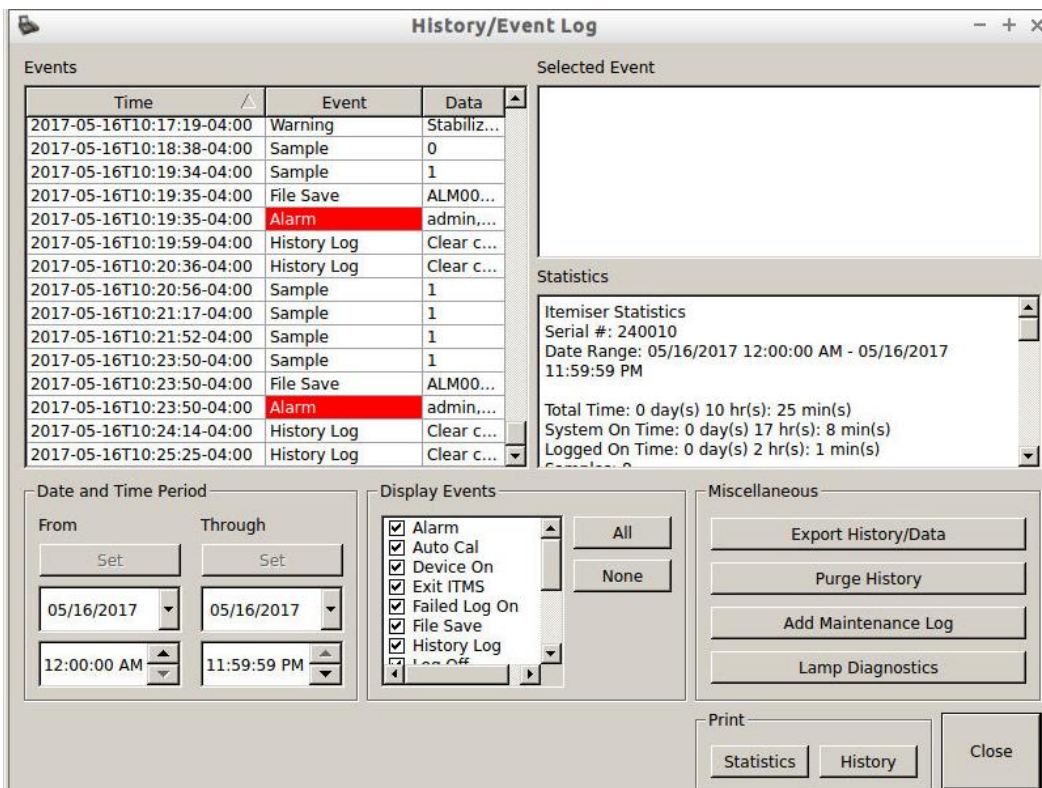 History/Event Log
Events
Time Event Data
2017-05-16T10:17:19-04:00 Warning Stabiliz...
2017-05-16T10:18:38-04:00 Sample 0
2017-05-16T10:19:34-04:00 Sample 1
2017-05-16T10:19:35-04:00 File Save ALM00...
2017-05-16T10:19:35-04:00 Alarm admin,...
2017-05-16T10:19:59-04:00 History Log Clear c...
2017-05-16T10:20:36-04:00 History Log Clear c...
2017-05-16T10:20:56-04:00 Sample 1
2017-05-16T10:21:17-04:00 Sample 1
2017-05-16T10:21:52-04:00 Sample 1
2017-05-16T10:23:50-04:00 Sample 1
2017-05-16T10:23:50-04:00 File Save ALM00...
2017-05-16T10:23:50-04:00 Alarm admin,...
2017-05-16T10:24:14-04:00 History Log Clear c...
2017-05-16T10:25:25-04:00 History Log Clear c...
Selected Event
Statistics
Itemiser Statistics
Serial #: 240010
Date Range: 05/16/2017 12:00:00 AM - 05/16/2017
11:59:59 PM
Total Time: 0 day(s) 10 hr(s): 25 min(s)
System On Time: 0 day(s) 17 hr(s): 8 min(s)
Logged On Time: 0 day(s) 2 hr(s): 1 min(s)
Date and Time Period
From Through
Set Set
05/16/2017 05/16/2017
12:00:00 AM 11:59:59 PM
Display Events
Alarm
Auto Cal
Device On
Exit ITMS
Failed Log On
File Save
History Log
Log Off
All
None
Miscellaneous
Export History/Data
Purge History
Add Maintenance Log
Lamp Diagnostics
Print
Statistics History
Close